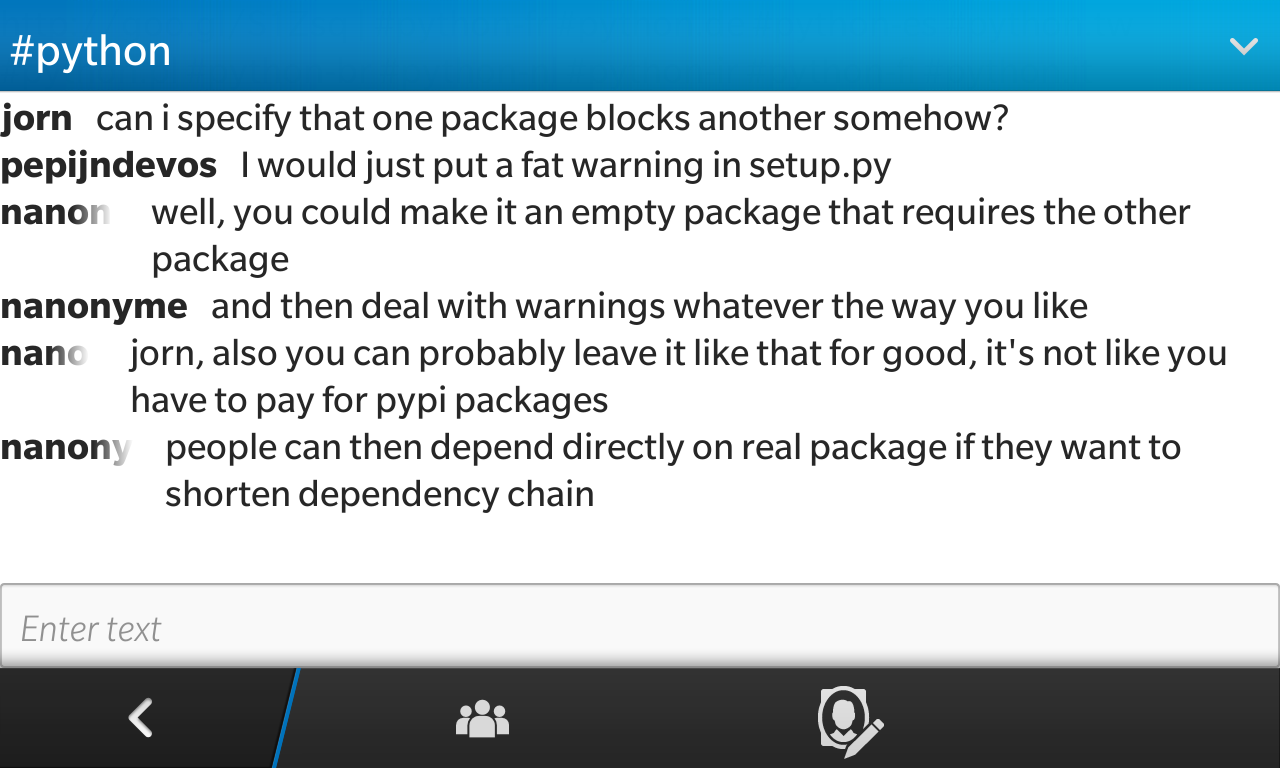 #python
jorn can i specify that one package blocks another somehow?
pepijndevos I would just put a fat warning in setup.py
nanon well, you could make it an empty package that requires the other
package
nanonyme and then deal with warnings whatever the way you like
nano jorn, also you can probably leave it like that for good, it's not like you
have to pay for pypi packages
nanony people can then depend directly on real package if they want to
shorten dependency chain
Enter text